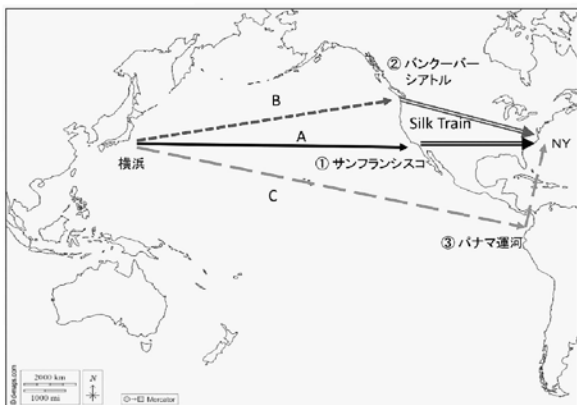 ② バンクーバー
シアトル
B
Silk Train
A
NY
横浜
① サンフランシスコ
C
③ パナマ運河
2000 km
1000 mi
N
Mercator
© d-maps.com